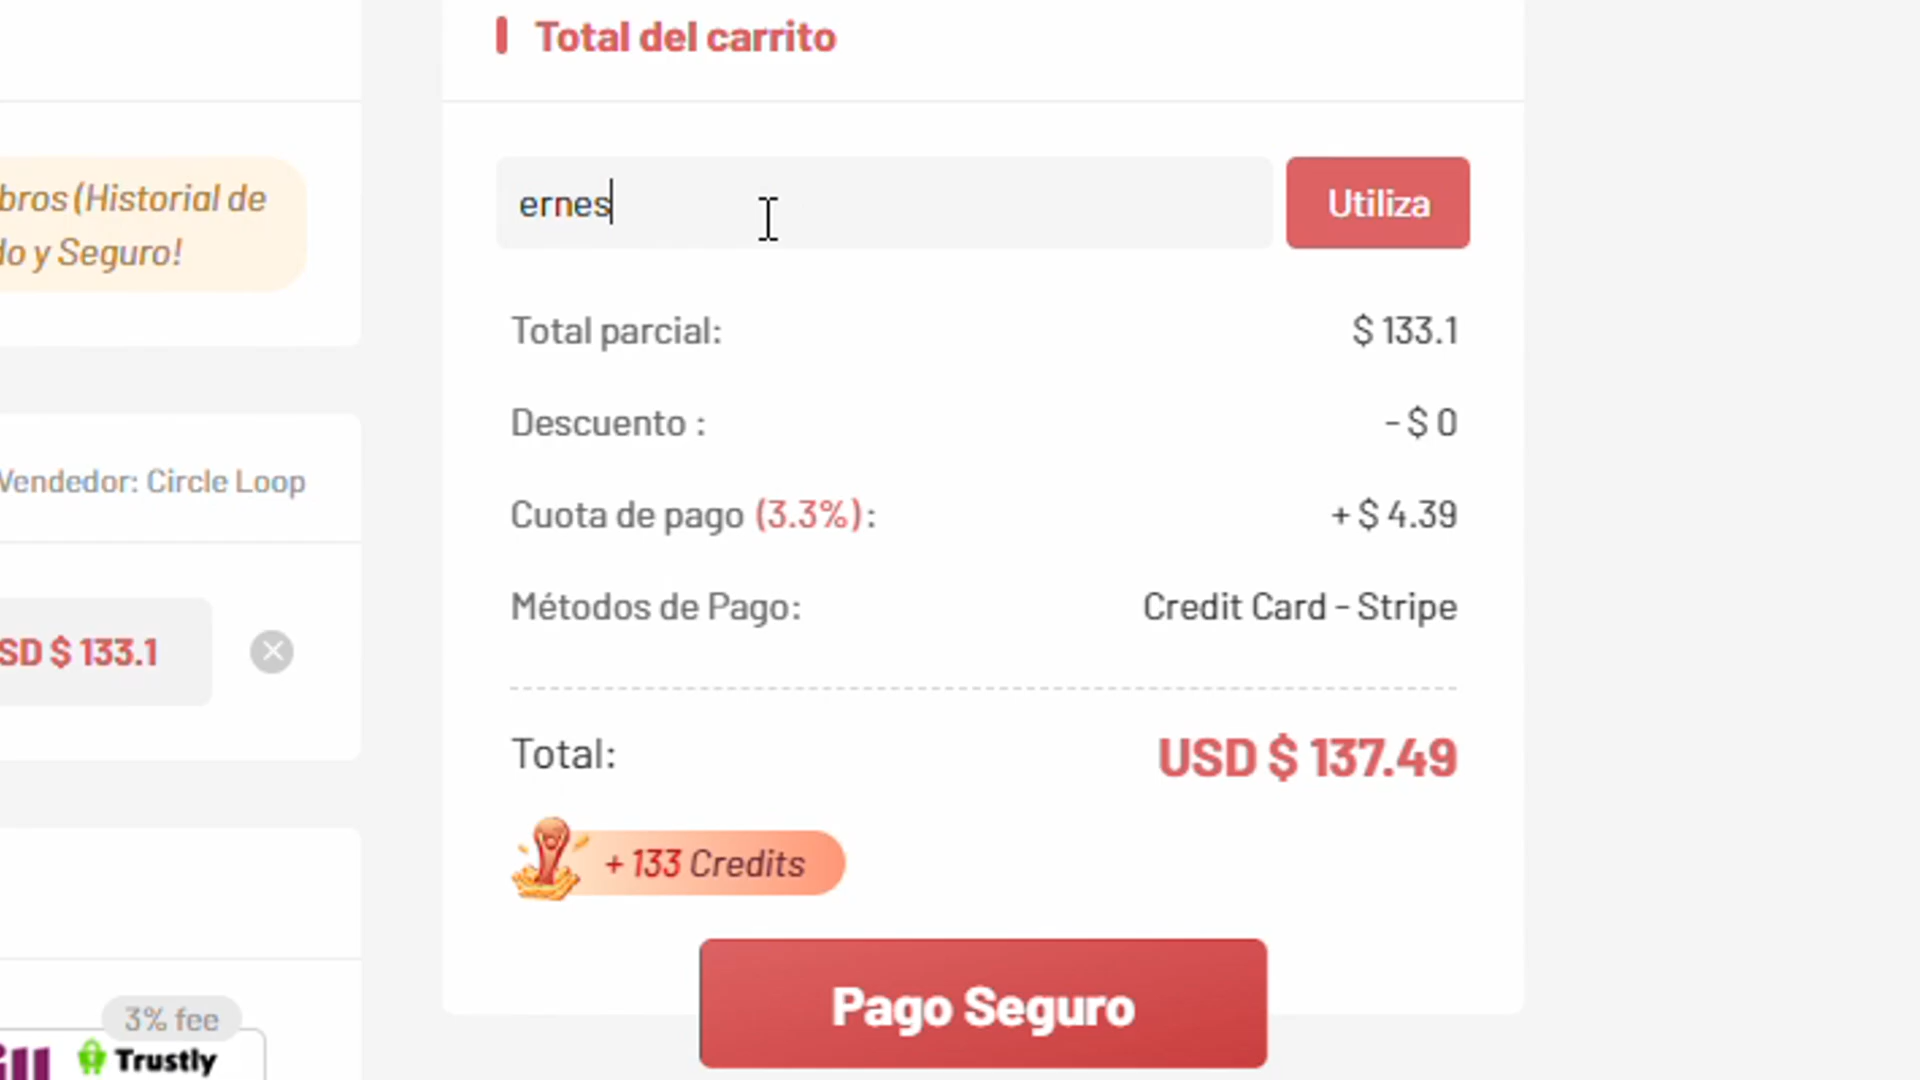 Total del carrito
bros (Historial de
do y Seguro!
ernes
Utiliza
Total parcial: $ 133.1
Descuento : - $ 0
Cuota de pago (3.3%) : + $ 4.39
Métodos de Pago: Credit Card - Stripe
Total: USD $ 137.49
+ 133 Credits
Pago Seguro
Vendedor: Circle Loop
SD $ 133.1
3% fee
ill
Trustly